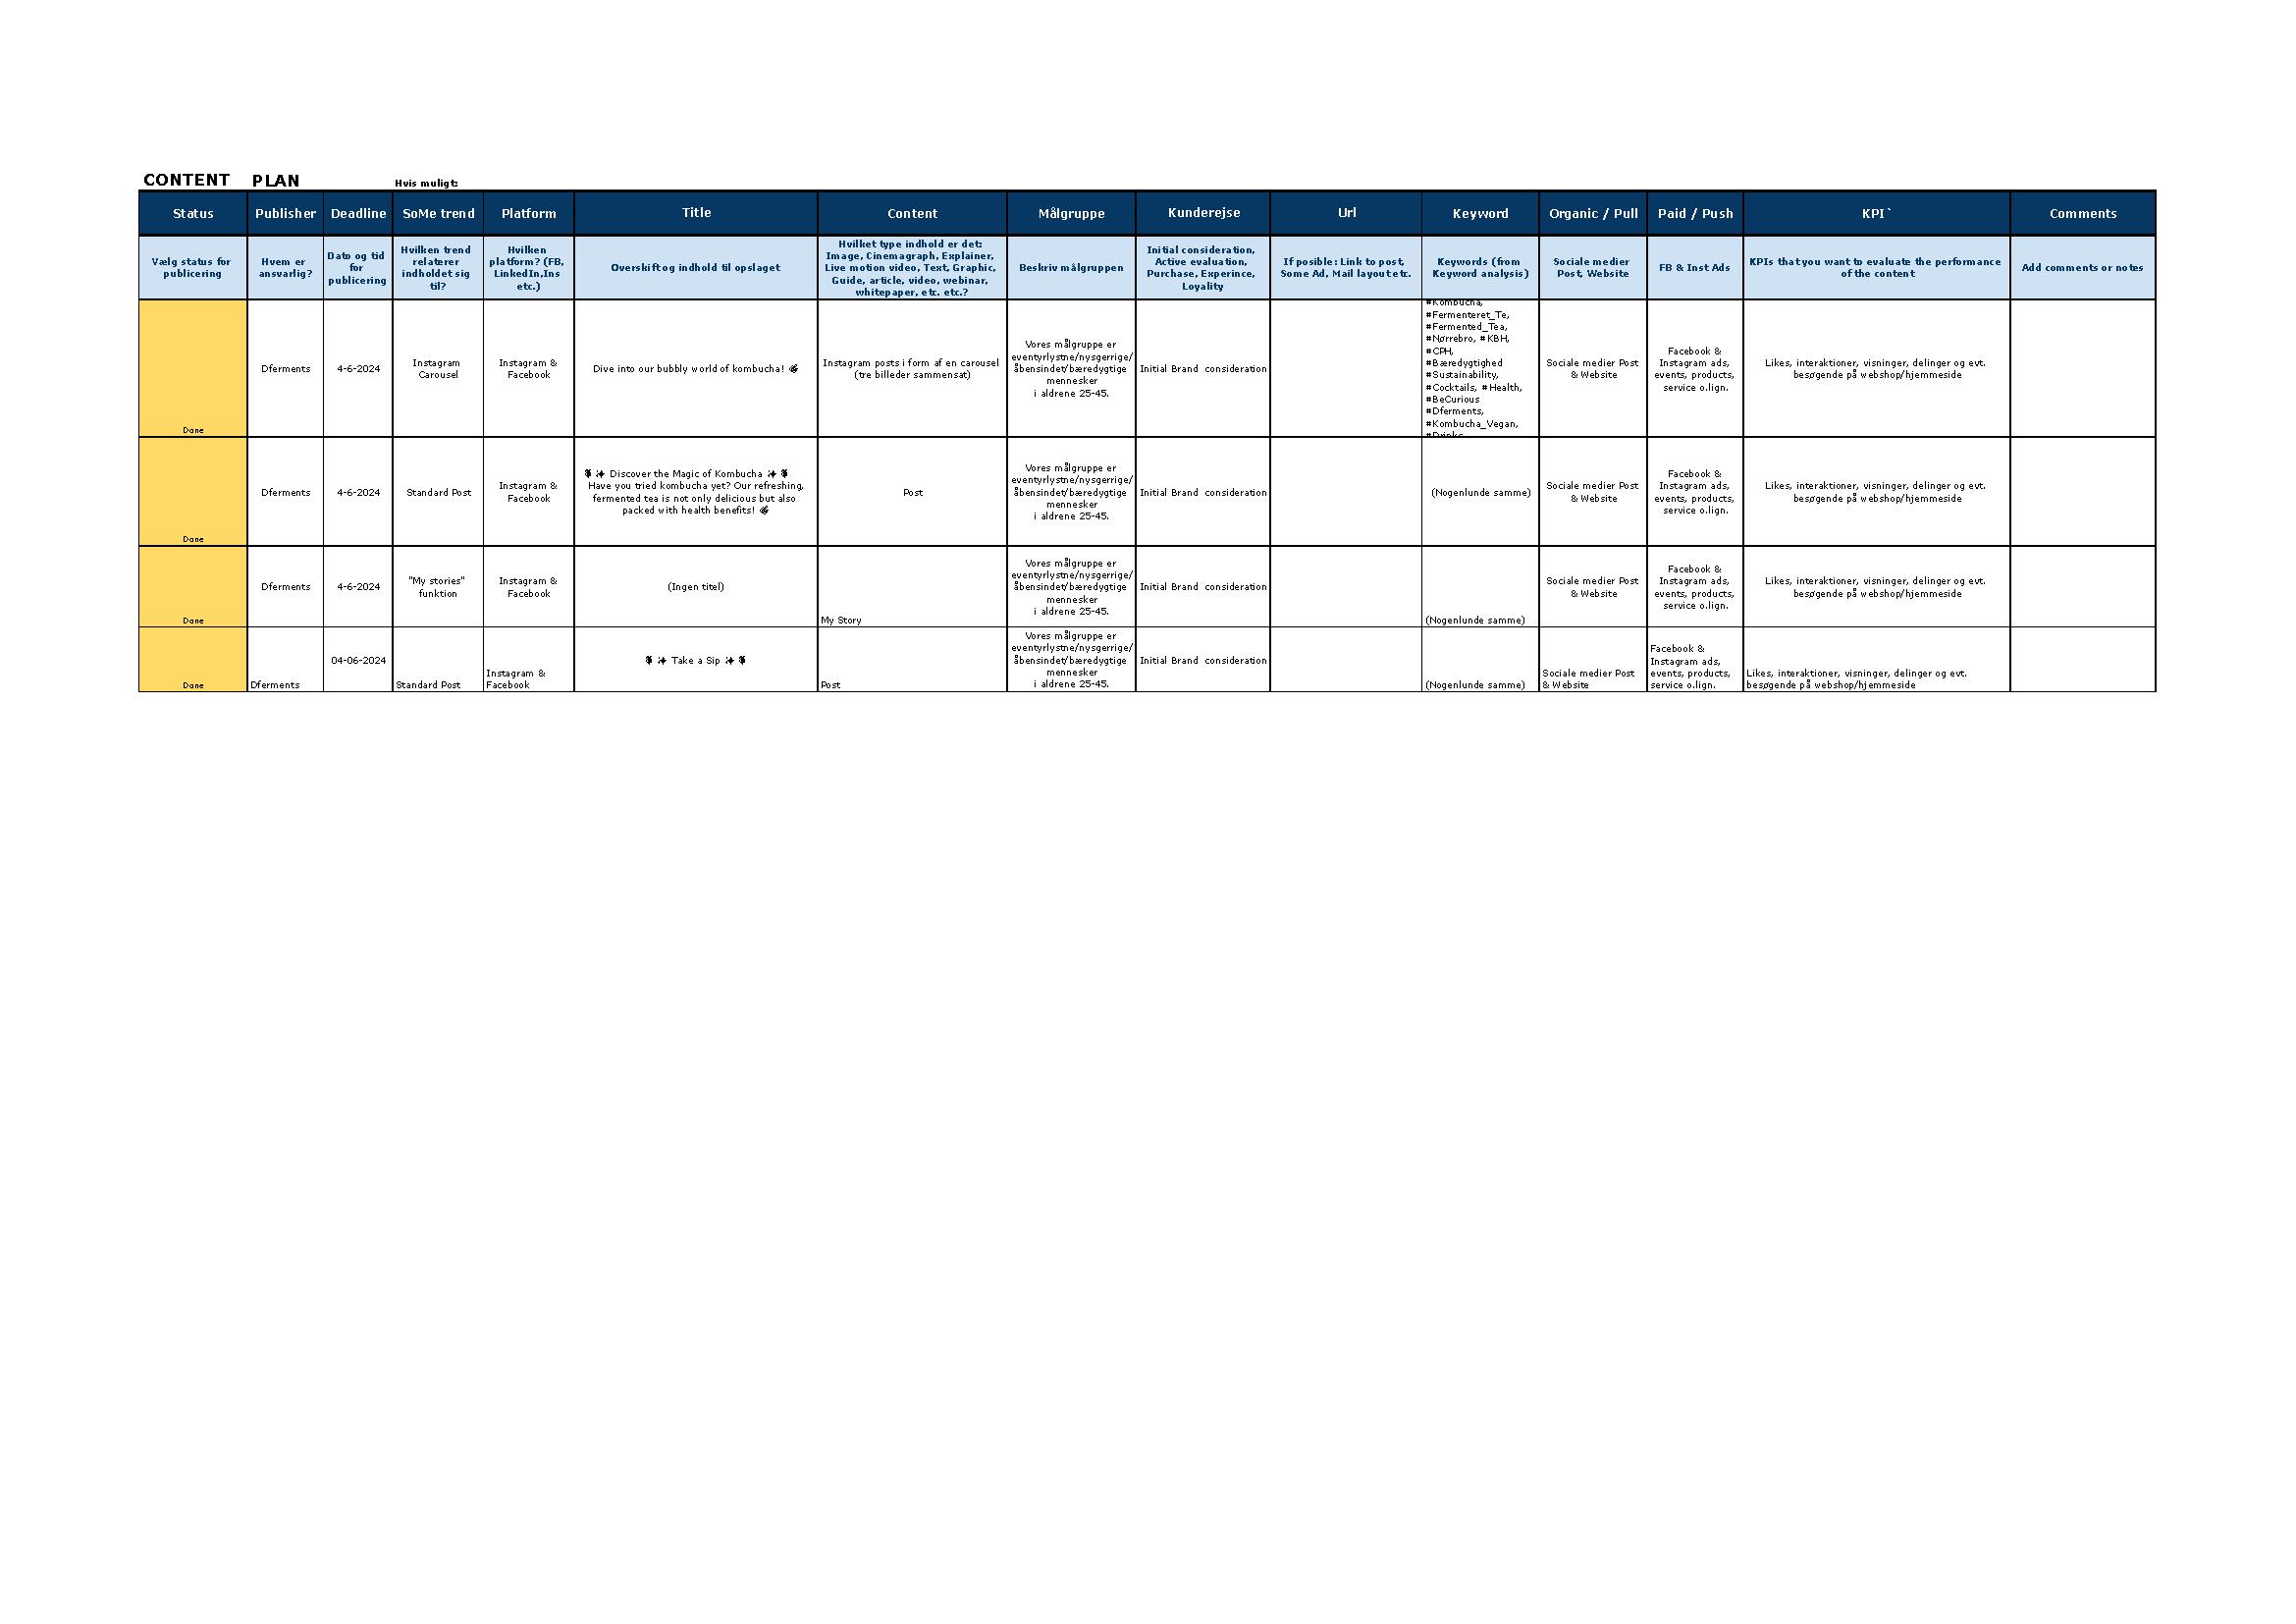 CONTENT PLAN Hvis muligt:
Status Publisher Deadline SoMe trend Platform Title Content Målgruppe Kunderejse Url Keyword Organic / Pull Paid / Push KPI` Comments
Vælg status for
publicering
Hvem er
ansvarlig?
Dato og tid
for
publicering
Hvilken trend
relaterer
indholdet sig
til?
Hvilken
platform? (FB,
LinkedIn,Ins
etc.)
Overskift og indhold til opslaget
Hvilket type indhold er det:
Image, Cinemagraph, Explainer,
Live motion video, Text, Graphic,
Guide, article, video, webinar,
whitepaper, etc. etc.?
Beskriv målgruppen
Initial consideration,
Active evaluation,
Purchase, Experince,
Loyality
If posible: Link to post,
Some Ad, Mail layout etc.
Keywords (from
Keyword analysis)
Sociale medier
Post, Website
FB & Inst Ads
KPIs that you want to evaluate the performance
of the content
Add comments or notes
Done
Dferments
4-6-2024
Instagram
Carousel
Instagram &
Facebook
Dive into our bubbly world of kombucha!
Instagram posts i form af en carousel
(tre billeder sammensat)
Vores målgruppe er
eventyrlystne/nysgerrige/
åbensindet/bæredygtige
mennesker
i aldrene 25-45.
Initial Brand consideration
#Kombucha,
#Fermenteret_Te,
#Fermented_Tea,
#Nørrebro, #KBH,
#CPH,
#Bæredygtighed
#Sustainability,
#Cocktails, #Health,
#BeCurious
#Dferments,
#Kombucha_Vegan,
#Drinks
Sociale medier Post
& Website
Facebook &
Instagram ads,
events, products,
service o.lign.
Likes, interaktioner, visninger, delinger og evt.
besøgende på webshop/hjemmeside
Done
Dferments
4-6-2024
Standard Post
Instagram &
Facebook
Discover the Magic of Kombucha
Have you tried kombucha yet? Our refreshing,
fermented tea is not only delicious but also
packed with health benefits!
Post
Vores målgruppe er
eventyrlystne/nysgerrige/
åbensindet/bæredygtige
mennesker
i aldrene 25-45.
Initial Brand consideration
(Nogenlunde samme)
Sociale medier Post
& Website
Facebook &
Instagram ads,
events, products,
service o.lign.
Likes, interaktioner, visninger, delinger og evt.
besøgende på webshop/hjemmeside
Done
Dferments
4-6-2024
"My stories"
funktion
Instagram &
Facebook
(Ingen titel)
My Story
Vores målgruppe er
eventyrlystne/nysgerrige/
åbensindet/bæredygtige
mennesker
i aldrene 25-45.
Initial Brand consideration
(Nogenlunde samme)
Sociale medier Post
& Website
Facebook &
Instagram ads,
events, products,
service o.lign.
Likes, interaktioner, visninger, delinger og evt.
besøgende på webshop/hjemmeside
Done
Dferments
04-06-2024
Standard Post
Instagram &
Facebook
Take a Sip
Post
Vores målgruppe er
eventyrlystne/nysgerrige/
åbensindet/bæredygtige
mennesker
i aldrene 25-45.
Initial Brand consideration
(Nogenlunde samme)
Sociale medier Post
& Website
Facebook &
Instagram ads,
events, products,
service o.lign.
Likes, interaktioner, visninger, delinger og evt.
besøgende på webshop/hjemmeside